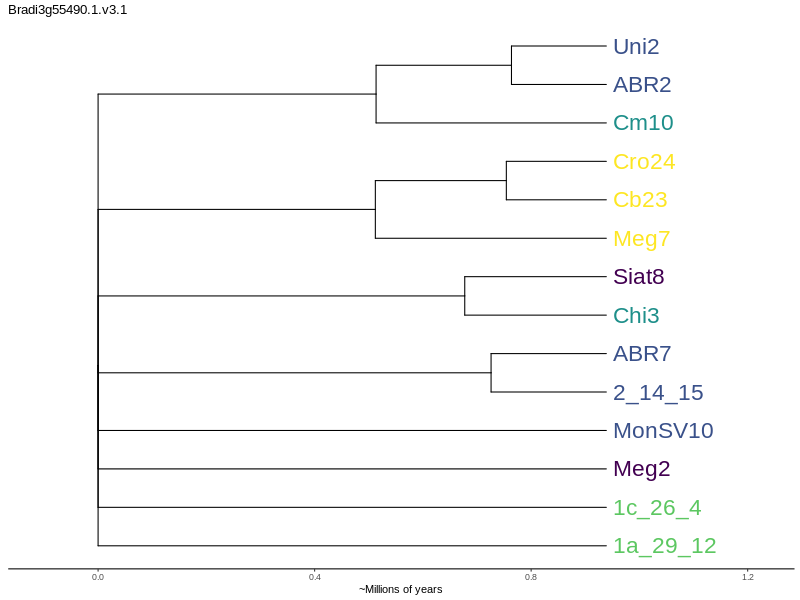 Bradi3g55490.1.v3.1
Uni2
ABR2
Cm10
Cro24
Cb23
Meg7
Siat8
Chi3
ABR7
2_14_15
MonSV10
Meg2
1c_26_4
1a_29_12
0.0 0.4 0.8 1.2
~Millions of years